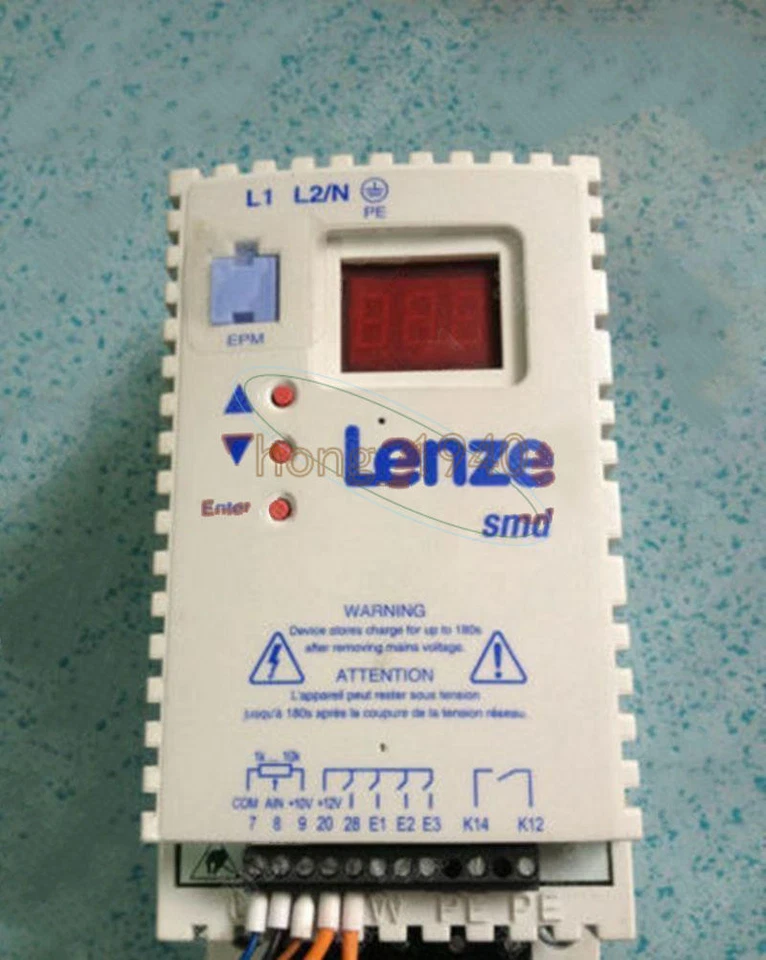 L1 L2/N PE
EPM
Lenze
Enter
smd
WARNING
Device stores charge for up to 180s
after removing mains voltage.
ATTENTION
L'appareil peut rester sous tension
jusqu'à 180s après la coupure de la tension réseau.
1k ... 10k
COM AIN +10V +12V
7 8 9 20 28 E1 E2 E3 K14 K12
W PE PE